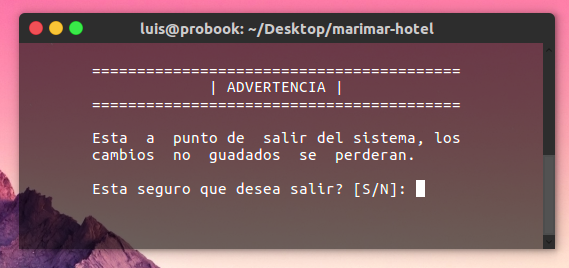 luis@probook: ~/Desktop/marimar-hotel
=========================================
| ADVERTENCIA |
=========================================
Esta a punto de salir del sistema, los
cambios no guadados se perderan.
Esta seguro que desea salir? [S/N]: